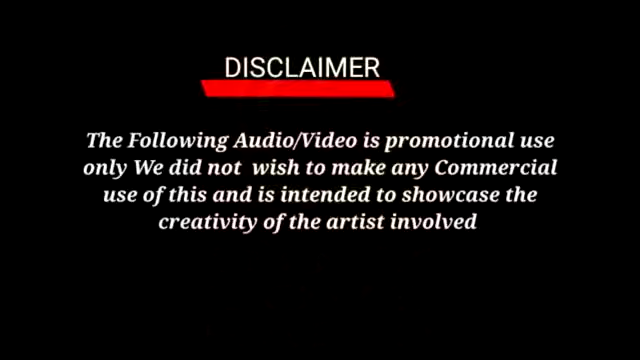 DISCLAIMER
The Following Audio/Video is promotional use
only We did not wish to make any Commercial
use of this and is intended to showcase the
creativity of the artist involved